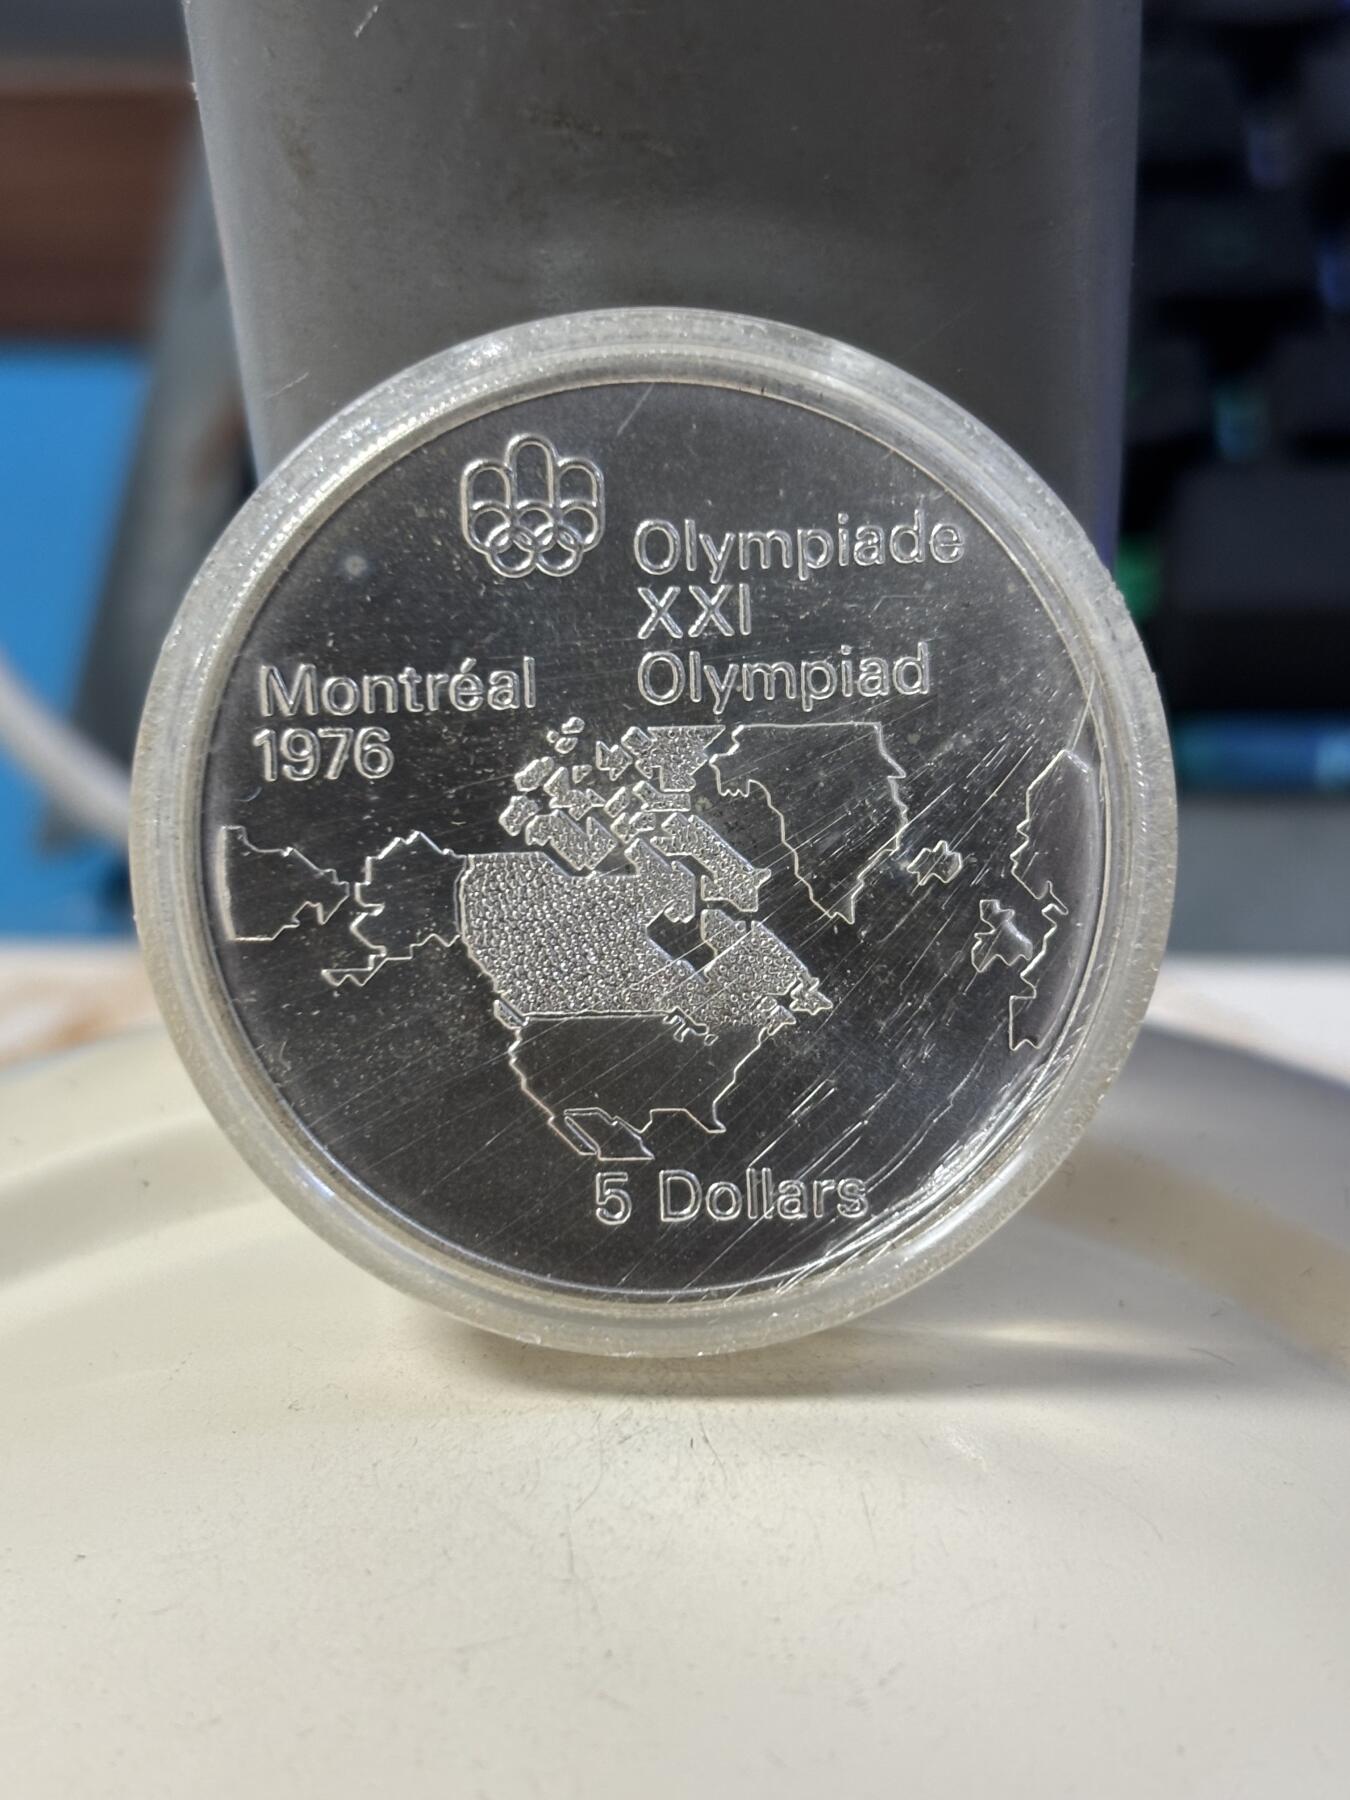 Olympiade
XXI
Olympiad
Montréal
1976
5 Dollars